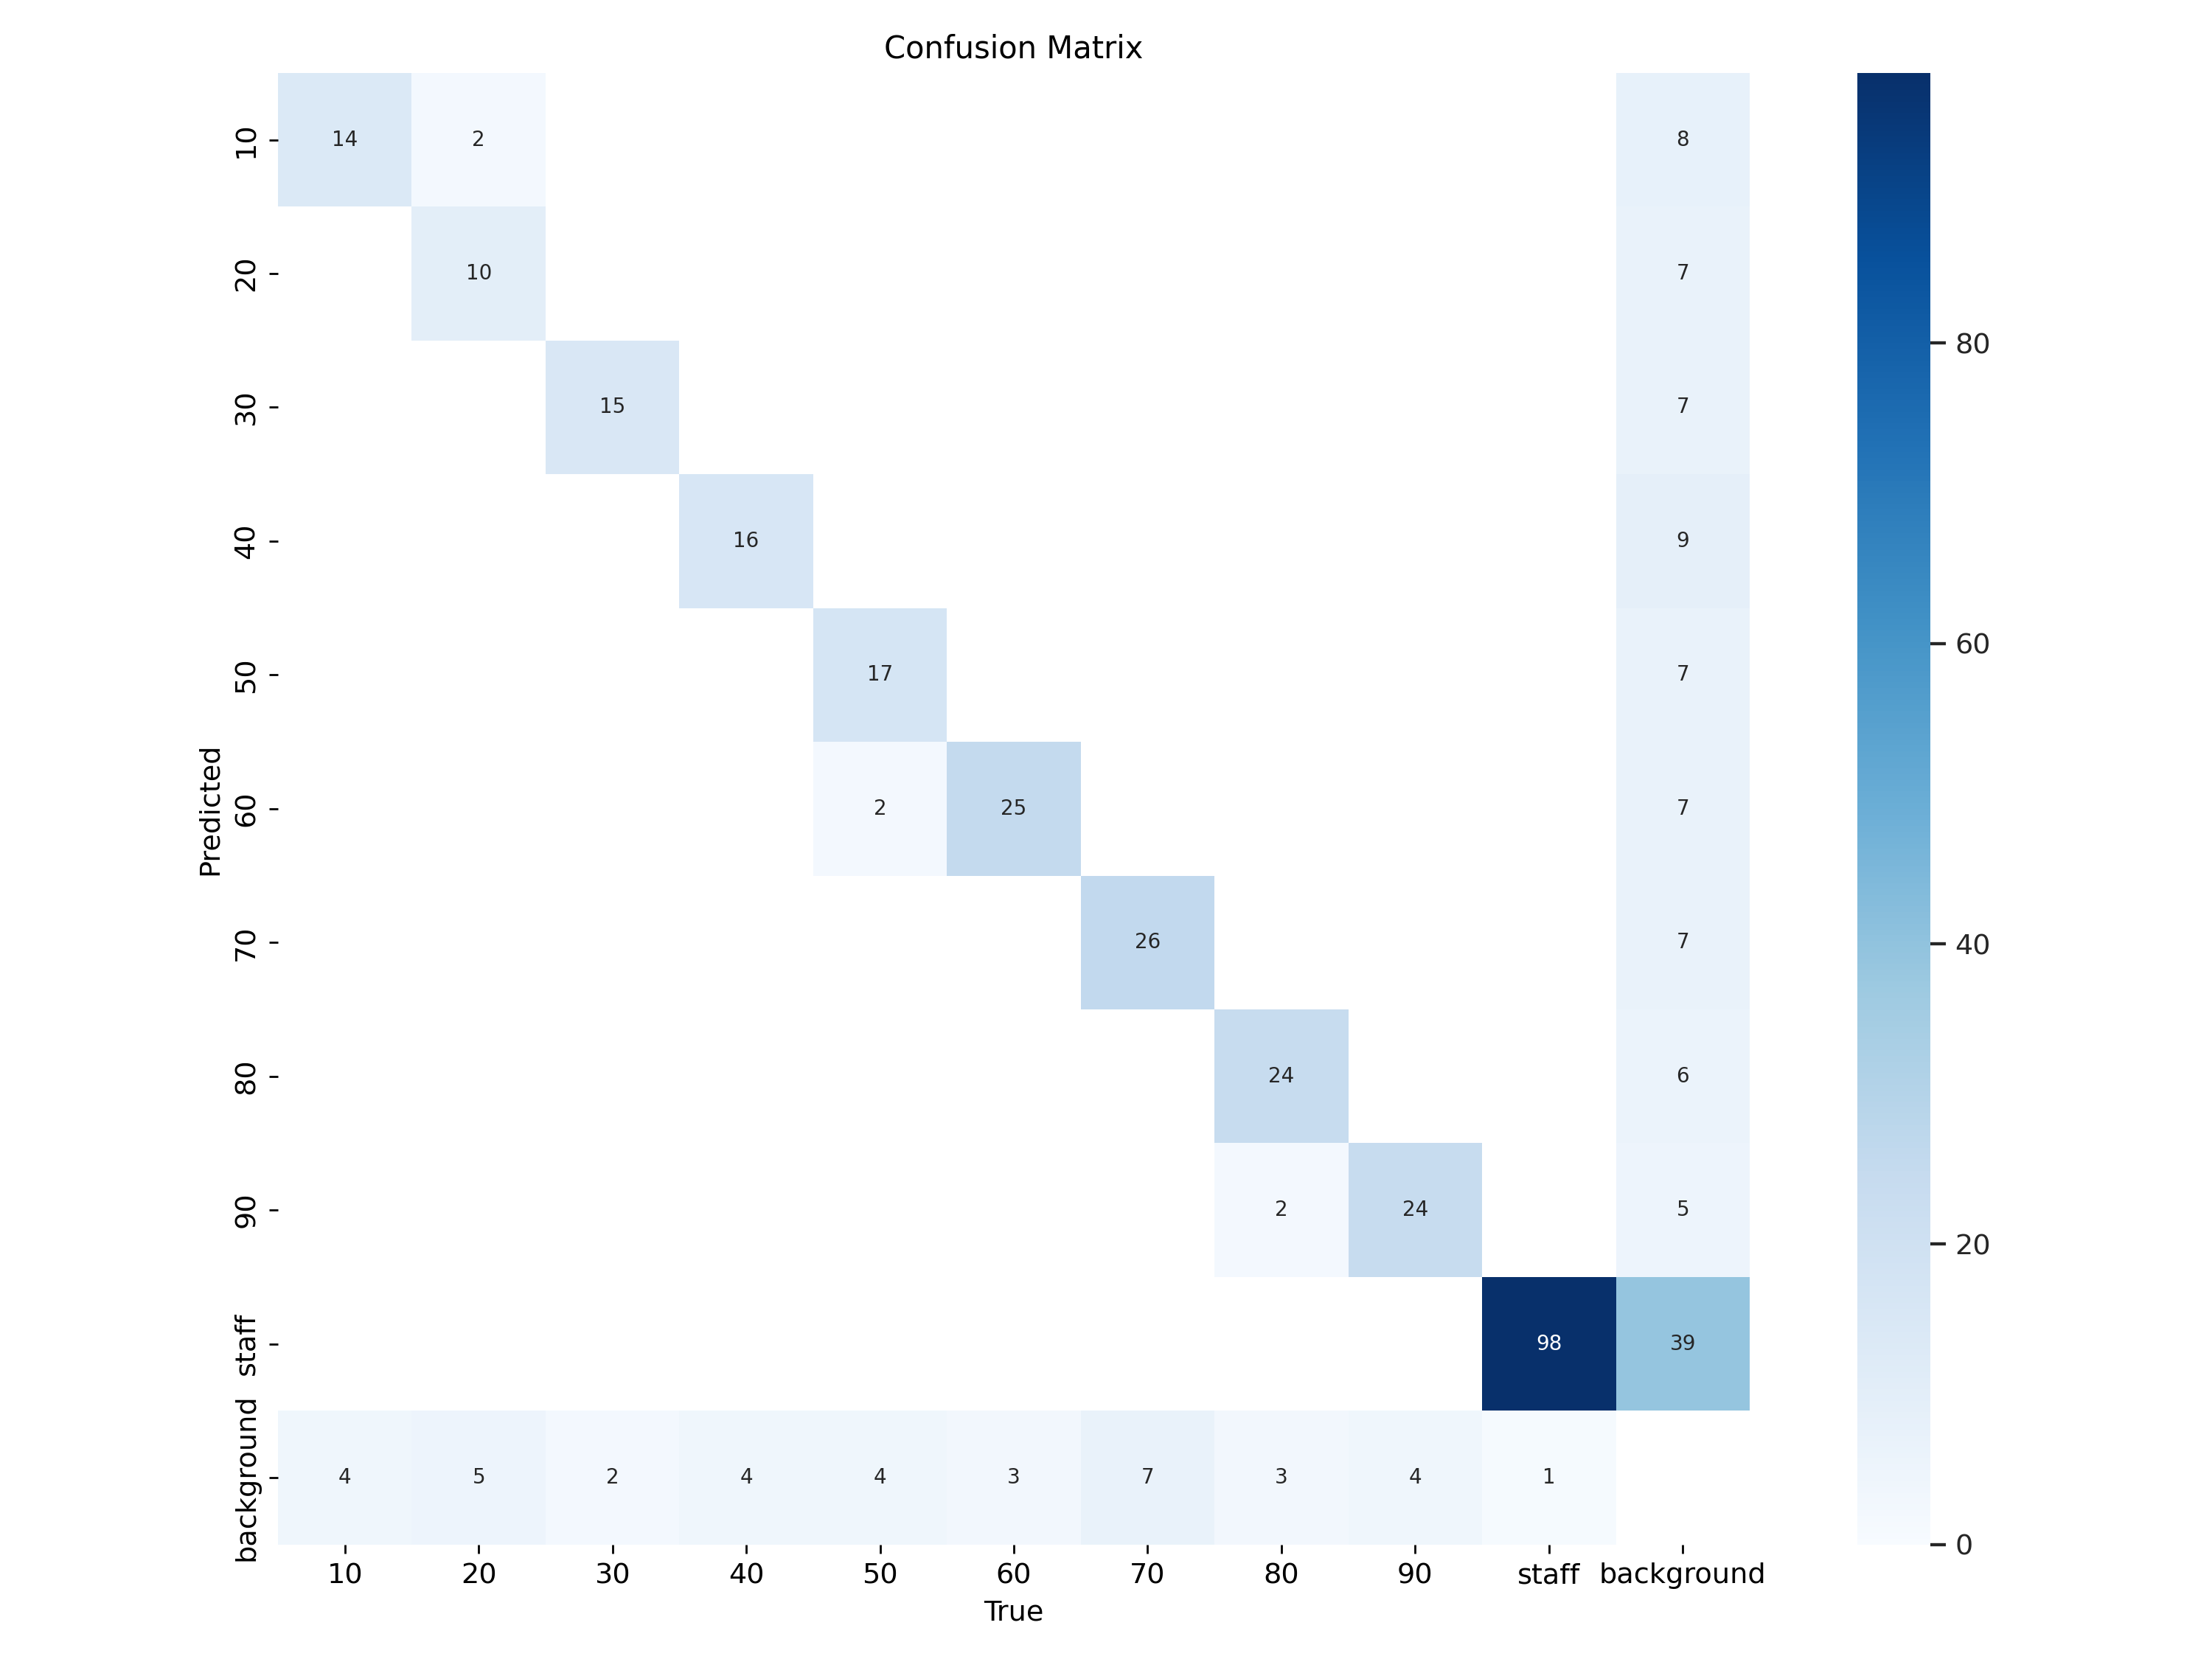 Confusion Matrix
10 14 2 8
20 10 7
30 15 7
40 16 9
50 17 7
60 2 25 7
70 26 7
80 24 6
90 2 24 5
staff 98 39
background 4 5 2 4 4 3 7 3 4 1
10 20 30 40 50 60 70 80 90 staff background
True
Predicted
80
60
40
20
0